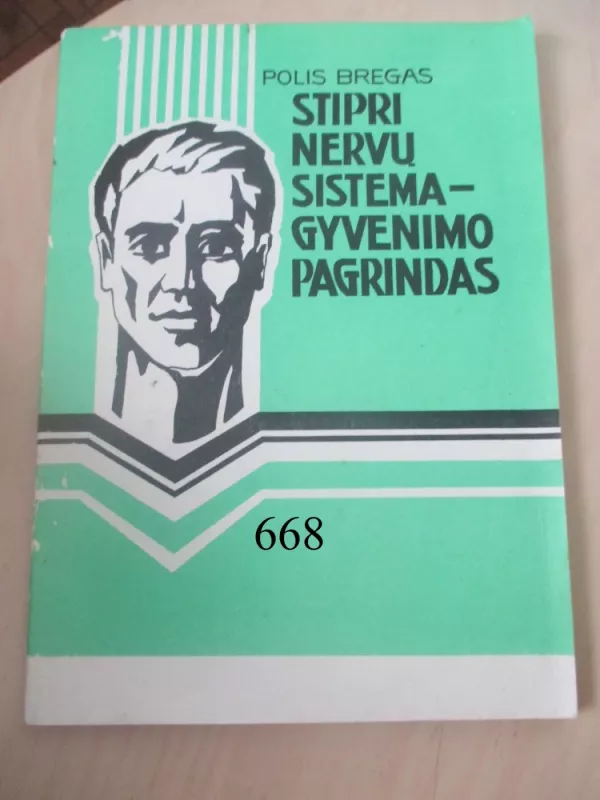 POLIS BREGAS
STIPRI
NERVŲ
SISTEMA–
GYVENIMO
PAGRINDAS
668